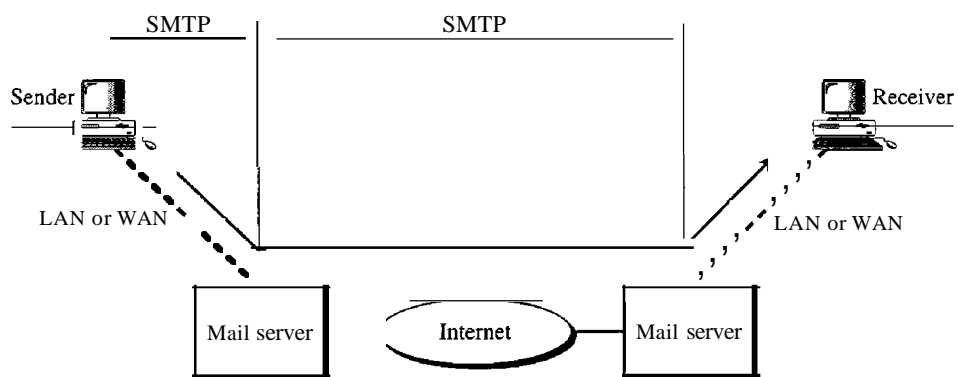 SMTP SMTP
Sender Receiver
LAN or WAN LAN or WAN
Mail server Internet Mail server